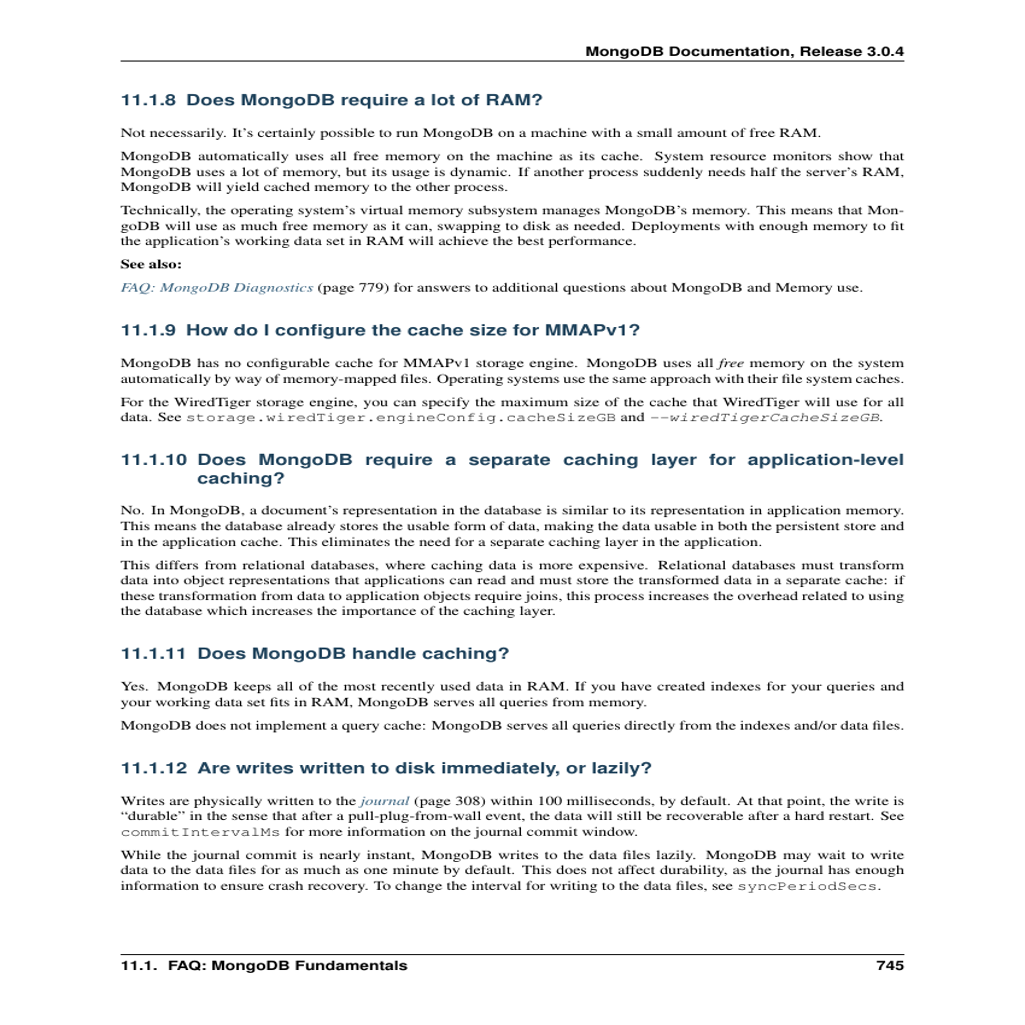 MongoDB Documentation, Release 3.0.4
11.1.8 Does MongoDB require a lot of RAM?
Not necessarily. It's certainly possible to run MongoDB on a machine with a small amount of free RAM.
MongoDB automatically uses all free memory on the machine as its cache. System resource monitors show that
MongoDB uses a lot of memory, but its usage is dynamic. If another process suddenly needs half the server's RAM,
MongoDB will yield cached memory to the other process.
Technically, the operating system's virtual memory subsystem manages MongoDB's memory. This means that Mon-
goDB will use as much free memory as it can, swapping to disk as needed. Deployments with enough memory to fit
the application's working data set in RAM will achieve the best performance.
See also:
FAQ: MongoDB Diagnostics (page 779) for answers to additional questions about MongoDB and Memory use.
11.1.9 How do I configure the cache size for MMAPv1?
MongoDB has no configurable cache for MMAPv1 storage engine. MongoDB uses all free memory on the system
automatically by way of memory-mapped files. Operating systems use the same approach with their file system caches.
For the WiredTiger storage engine, you can specify the maximum size of the cache that WiredTiger will use for all
data. See storage.wiredTiger.engineConfig.cacheSizeGB and --wiredTigerCacheSizeGB.
11.1.10 Does MongoDB require a separate caching layer for application-level
caching?
No. In MongoDB, a document's representation in the database is similar to its representation in application memory.
This means the database already stores the usable form of data, making the data usable in both the persistent store and
in the application cache. This eliminates the need for a separate caching layer in the application.
This differs from relational databases, where caching data is more expensive. Relational databases must transform
data into object representations that applications can read and must store the transformed data in a separate cache: if
these transformation from data to application objects require joins, this process increases the overhead related to using
the database which increases the importance of the caching layer.
11.1.11 Does MongoDB handle caching?
Yes. MongoDB keeps all of the most recently used data in RAM. If you have created indexes for your queries and
your working data set fits in RAM, MongoDB serves all queries from memory.
MongoDB does not implement a query cache: MongoDB serves all queries directly from the indexes and/or data files.
11.1.12 Are writes written to disk immediately, or lazily?
Writes are physically written to the journal (page 308) within 100 milliseconds, by default. At that point, the write is
“durable” in the sense that after a pull-plug-from-wall event, the data will still be recoverable after a hard restart. See
commitIntervalMs for more information on the journal commit window.
While the journal commit is nearly instant, MongoDB writes to the data files lazily. MongoDB may wait to write
data to the data files for as much as one minute by default. This does not affect durability, as the journal has enough
information to ensure crash recovery. To change the interval for writing to the data files, see syncPeriodSecs.
11.1. FAQ: MongoDB Fundamentals 745